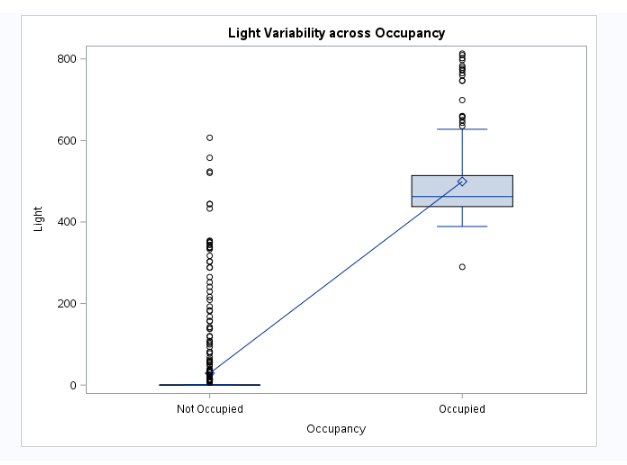 Light Variability across Occupancy
800
600
400
200
0
Light
Not Occupied
Occupied
Occupancy